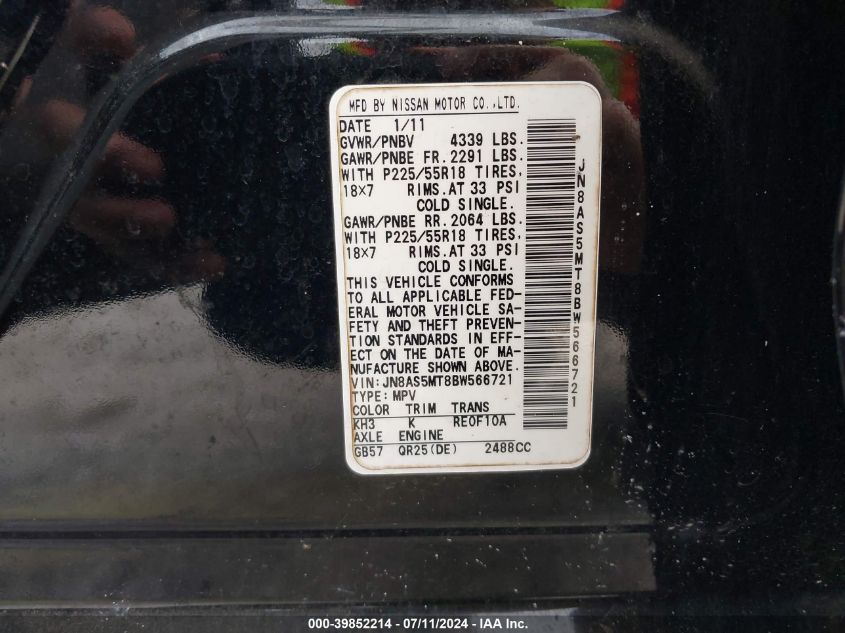 MFD BY NISSAN MOTOR CO.,LTD.
DATE 1/11
GVWR/PNBV 4339 LBS.
GAWR/PNBE FR. 2291 LBS.
WITH P225/55R18 TIRES,
18X7 RIMS.AT 33 PSI
COLD SINGLE.
GAWR/PNBE RR. 2064 LBS.
WITH P225/55R18 TIRES,
18X7 RIMS.AT 33 PSI
COLD SINGLE.
THIS VEHICLE CONFORMS
TO ALL APPLICABLE FED-
ERAL MOTOR VEHICLE SA-
FETY AND THEFT PREVEN-
TION STANDARDS IN EFF-
ECT ON THE DATE OF MA-
NUFACTURE SHOWN ABOVE.
VIN:JN8AS5MT8BW566721
TYPE:MPV
COLOR TRIM TRANS
KH3 K RE0F10A
AXLE ENGINE
GB57 QR25(DE) 2488CC
JN8AS5MT8BW566721
000-39852214 - 07/11/2024 - IAA Inc.